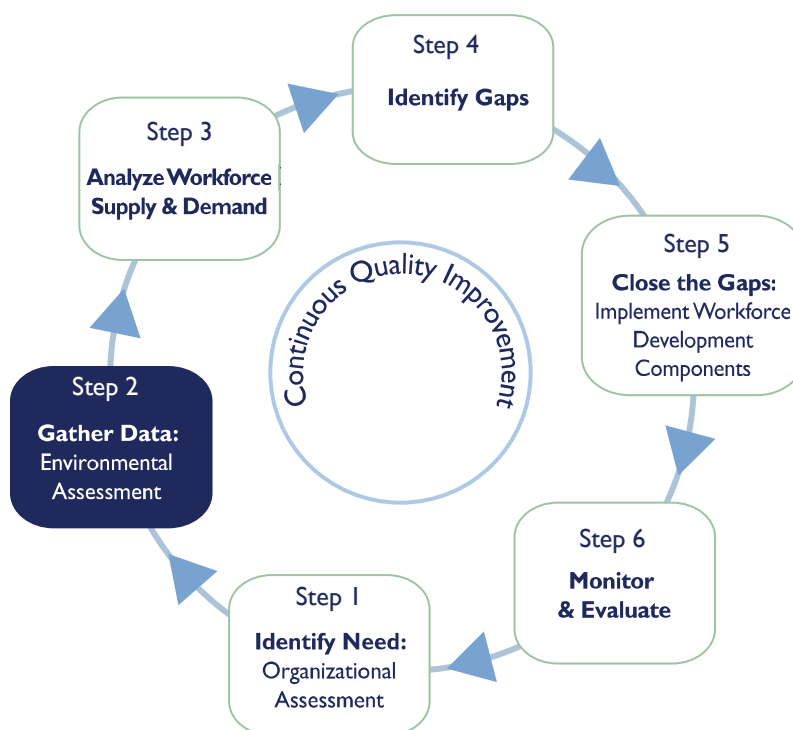 Step 1
Identify Need:
Organizational
Assessment
Step 2
Gather Data:
Environmental
Assessment
Step 3
Analyze Workforce
Supply & Demand
Step 4
Identify Gaps
Step 5
Close the Gaps:
Implement Workforce
Development
Components
Step 6
Monitor
& Evaluate
Continuous Quality Improvement